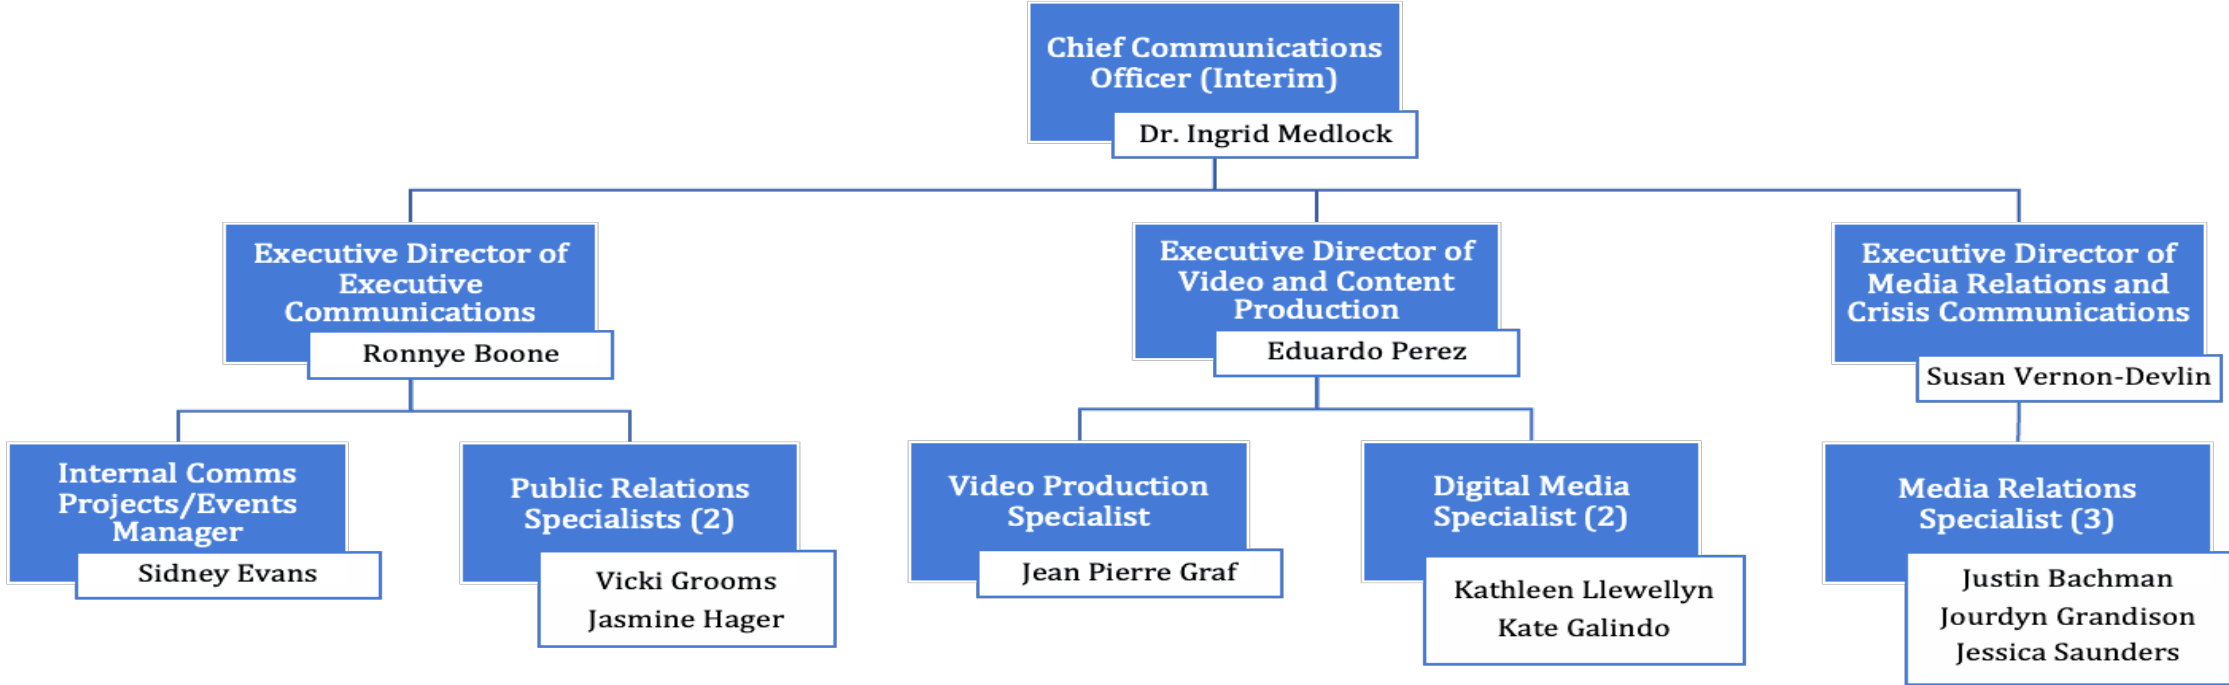 Chief Communications
Officer (Interim)
Dr. Ingrid Medlock
Executive Director of
Executive
Communications
Ronnye Boone
Executive Director of
Video and Content
Production
Eduardo Perez
Executive Director of
Media Relations and
Crisis Communications
Susan Vernon-Devlin
Internal Comms
Projects/Events
Manager
Sidney Evans
Public Relations
Specialists (2)
Vicki Grooms
Jasmine Hager
Video Production
Specialist
Jean Pierre Graf
Digital Media
Specialist (2)
Kathleen Llewellyn
Kate Galindo
Media Relations
Specialist (3)
Justin Bachman
Jourdyn Grandison
Jessica Saunders